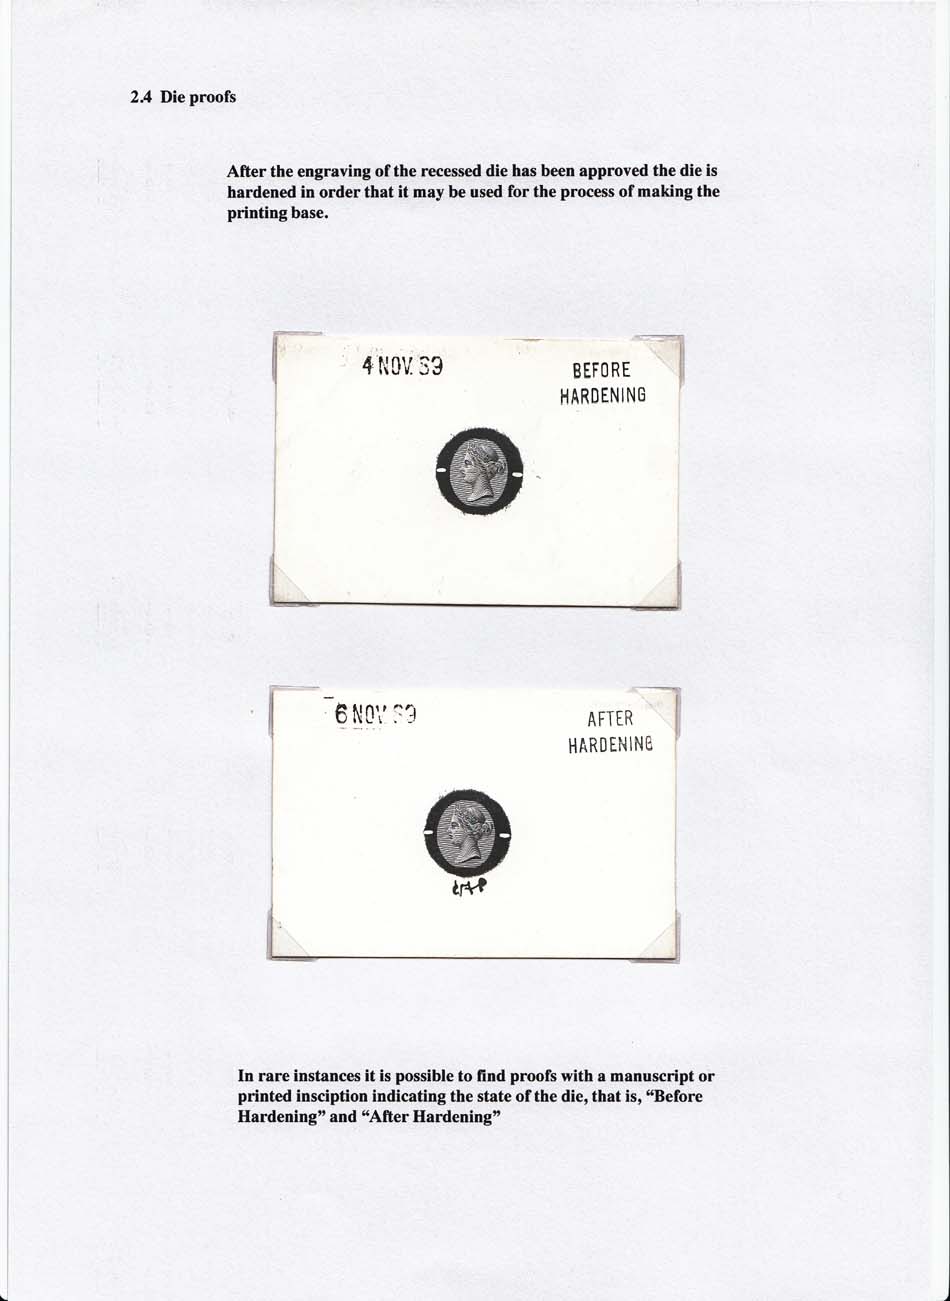 2.4 Die proofs
After the engraving of the recessed die has been approved the die is
hardened in order that it may be used for the process of making the
printing base.
4 NOV. 39
BEFORE
HARDENING
6 NOV 39
AFTER
HARDENING
In rare instances it is possible to find proofs with a manuscript or
printed insciption indicating the state of the die, that is, “Before
Hardening” and “After Hardening”